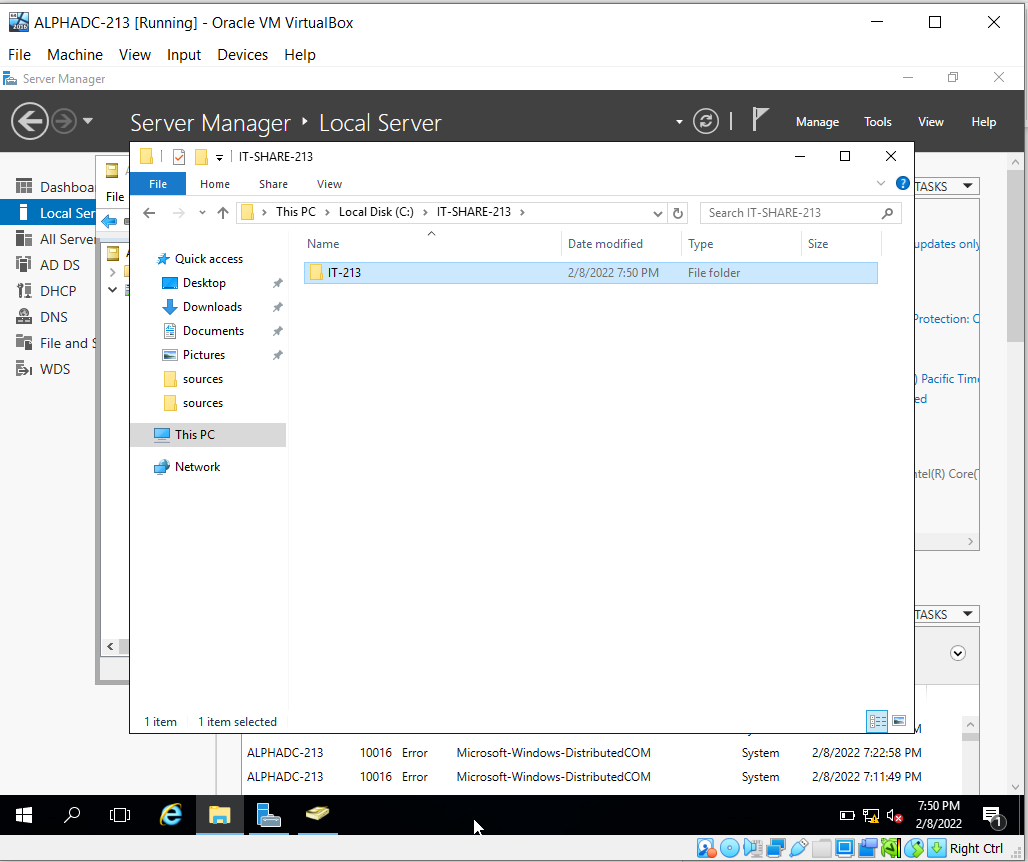 ALPHADC-213 [Running] - Oracle VM VirtualBox
File Machine View Input Devices Help
Server Manager
Server Manager Local Server
Manage Tools View Help
IT-SHARE-213
File Home Share View
This PC Local Disk (C:) IT-SHARE-213
Search IT-SHARE-213
Name Date modified Type Size
IT-213 2/8/2022 7:50 PM File folder
Quick access
Desktop
Downloads
Documents
Pictures
sources
sources
This PC
Network
1 item 1 item selected
Dashboa
Local Ser
All Server
AD DS
DHCP
DNS
File and S
WDS
File
TASKS
updates only
Protection: C
) Pacific Time
ed
ntel(R) Core(
TASKS
ALPHADC-213 10016 Error Microsoft-Windows-DistributedCOM System 2/8/2022 7:22:58 PM
ALPHADC-213 10016 Error Microsoft-Windows-DistributedCOM System 2/8/2022 7:11:49 PM
7:50 PM
2/8/2022
1
Right Ctrl